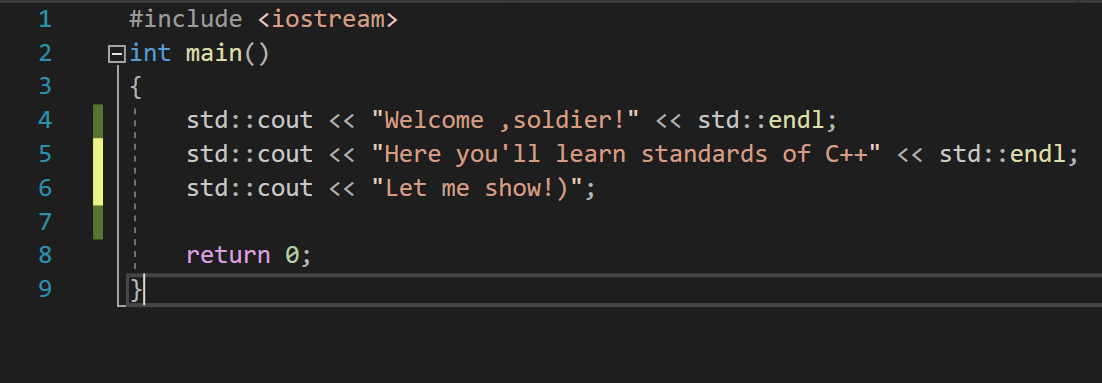 1 #include <iostream>
2 int main()
3 {
4 std::cout << "Welcome ,soldier!" << std::endl;
5 std::cout << "Here you'll learn standards of C++" << std::endl;
6 std::cout << "Let me show!)";
7
8 return 0;
9 }